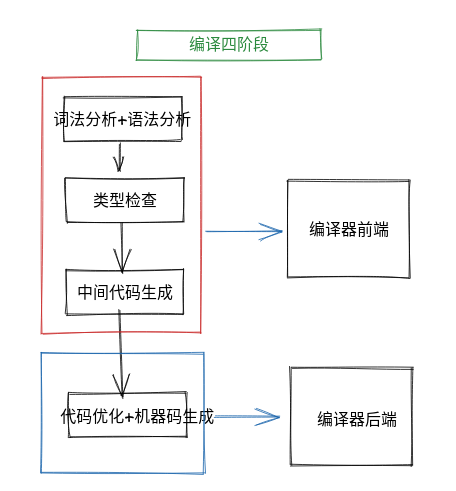 编译四阶段
词法分析+语法分析
类型检查
编译器前端
中间代码生成
代码优化+机器码生成
编译器后端